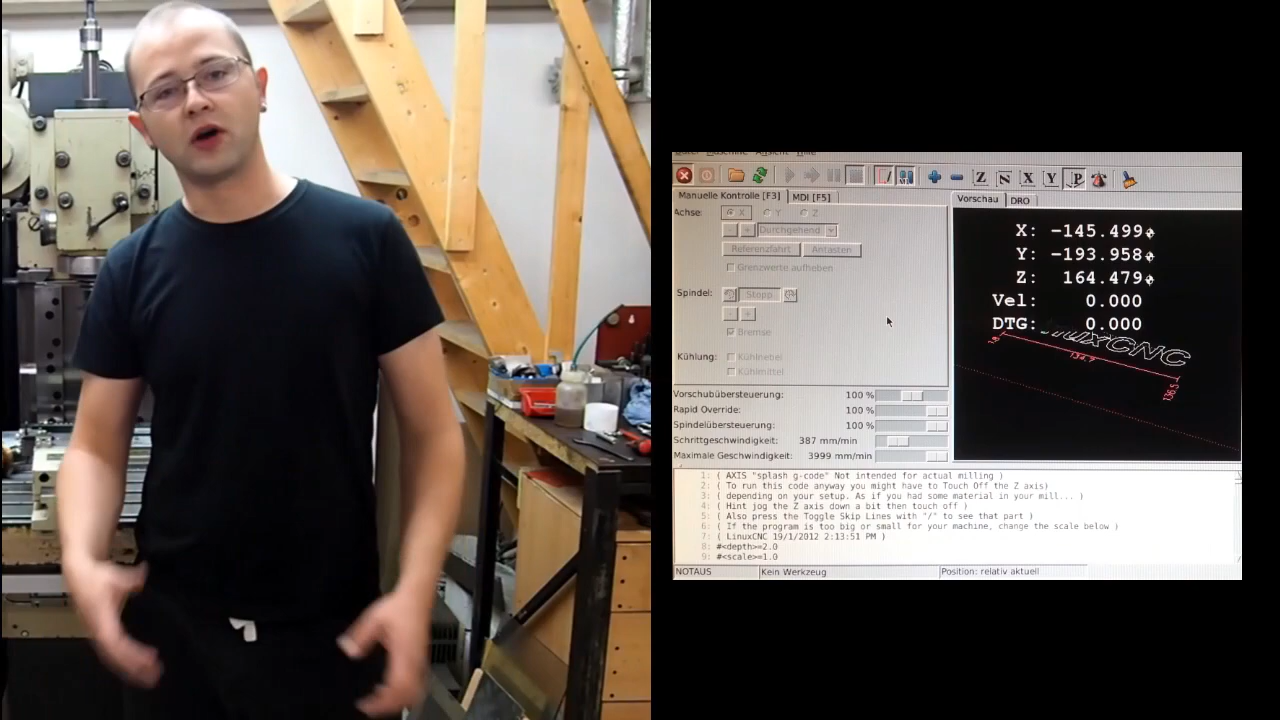 Manuelle Kontrolle [F3]
MDI [F5]
Achse:
X
Y
Z
Durchgehend
Referenzfahrt
Antasten
Grenzwerte aufheben
Spindel:
Stopp
Bremse
Kühlung:
Kühlnebel
Kühlmittel
Vorschubübersteuerung: 100 %
Rapid Override: 100 %
Spindelübersteuerung: 100 %
Schrittgeschwindigkeit: 387 mm/min
Maximale Geschwindigkeit: 3999 mm/min
Z N X Y P
Vorschau
DRO
X: -145.499
Y: -193.958
Z: 164.479
Vel: 0.000
DTG: 0.000
1: ( AXIS "splash g-code" Not intended for actual milling )
2: ( To run this code anyway you might have to Touch Off the Z axis)
3: ( depending on your setup. As if you had some material in your mill... )
4: ( Hint jog the Z axis down a bit then touch off )
5: ( Also press the Toggle Skip Lines with "/" to see that part )
6: ( If the program is too big or small for your machine, change the scale below )
7: ( LinuxCNC 19/1/2012 2:13:51 PM )
8: #<depth>=2.0
9: #<scale>=1.0
NOTAUS
Kein Werkzeug
Position: relativ aktuell